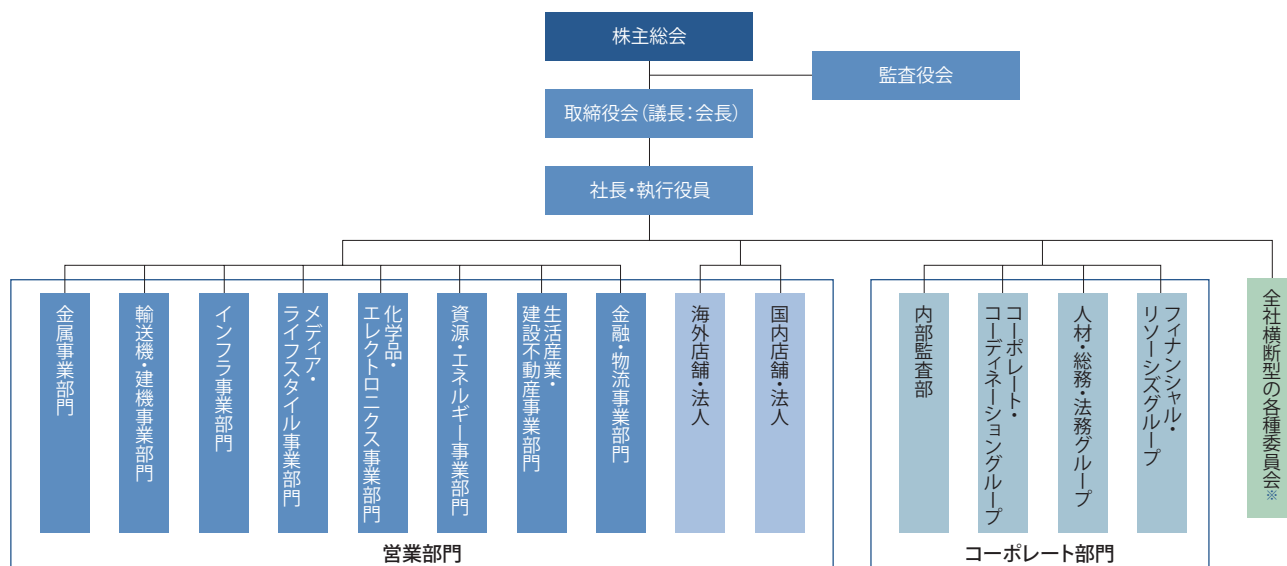 株主総会
監査役会
取締役会（議長：会長）
社長・執行役員
金属事業部門
輸送機・建機事業部門
インフラ事業部門
メディア・
ライフスタイル事業部門
化学品・
エレクトロニクス事業部門
資源・エネルギー事業部門
生活産業・
建設不動産事業部門
金融・物流事業部門
海外店舗・法人
国内店舗・法人
内部監査部
コーポレート・
コーディネーショングループ
人材・総務・法務グループ
フィナンシャル・
リソーシズグループ
全社横断型の各種委員会※
営業部門
コーポレート部門